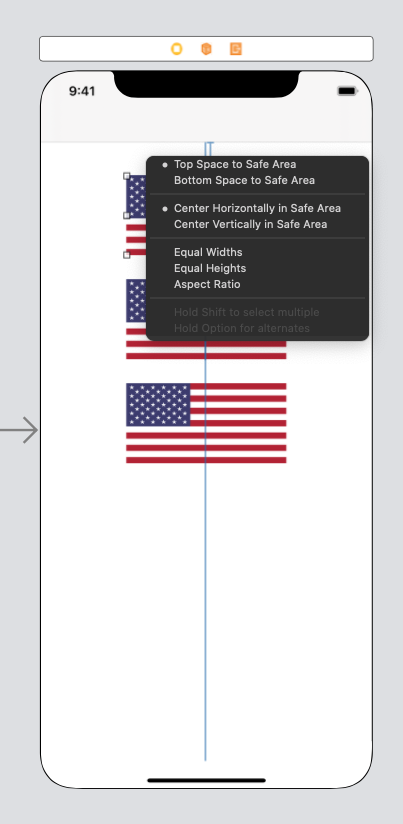 9:41
Top Space to Safe Area
Bottom Space to Safe Area
Center Horizontally in Safe Area
Center Vertically in Safe Area
Equal Widths
Equal Heights
Aspect Ratio
Hold Shift to select multiple
Hold Option for alternates